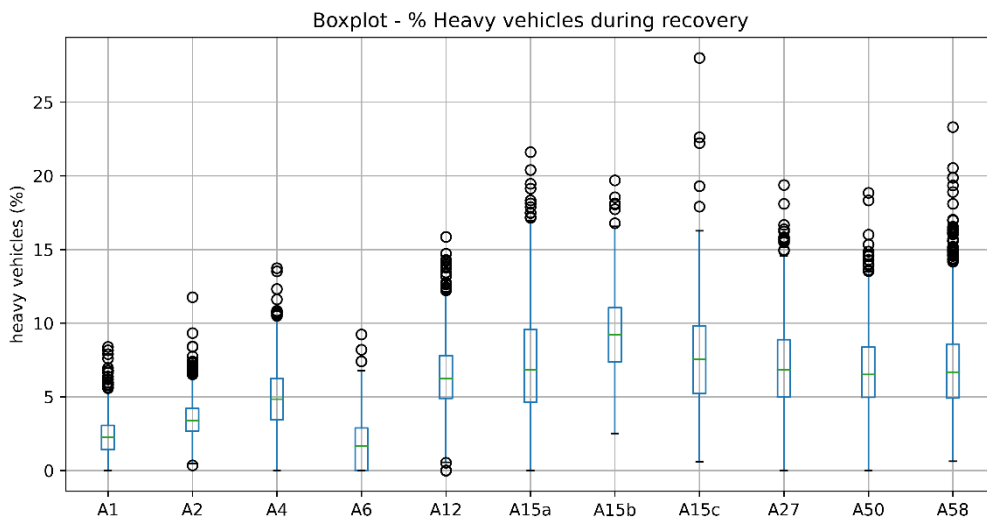 Boxplot - % Heavy vehicles during recovery
heavy vehicles (%)
25
20
15
10
5
0
A1 A2 A4 A6 A12 A15a A15b A15c A27 A50 A58